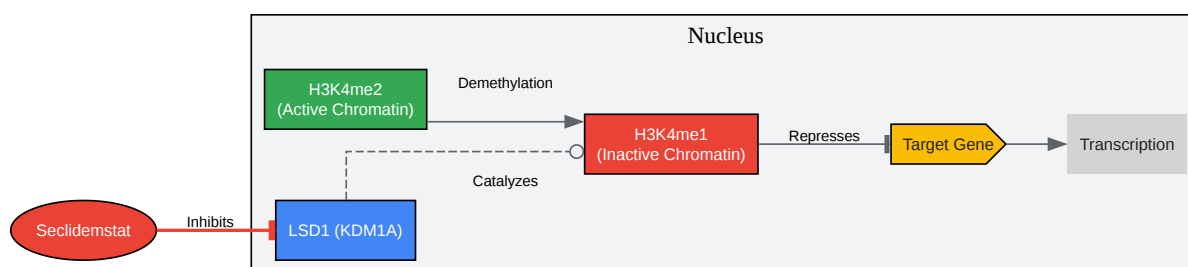 Nucleus
H3K4me2
(Active Chromatin)
Demethylation
H3K4me1
(Inactive Chromatin)
Represses
Target Gene
Transcription
Catalyzes
Seclidemstat
Inhibits
LSD1 (KDM1A)